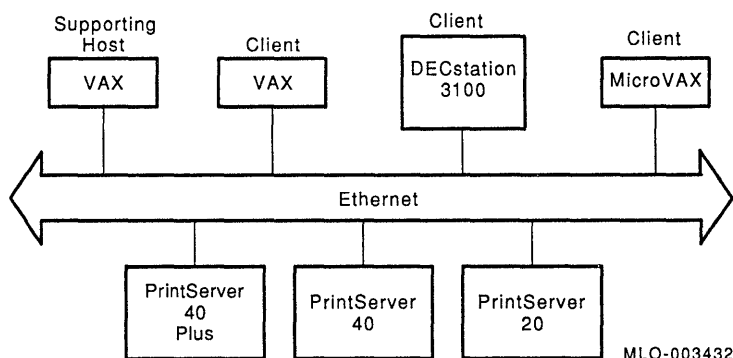 Supporting
Host
VAX
Client
VAX
Client
DECstation
3100
Client
MicroVAX
Ethernet
PrintServer
40
Plus
PrintServer
40
PrintServer
20
MLO-003432